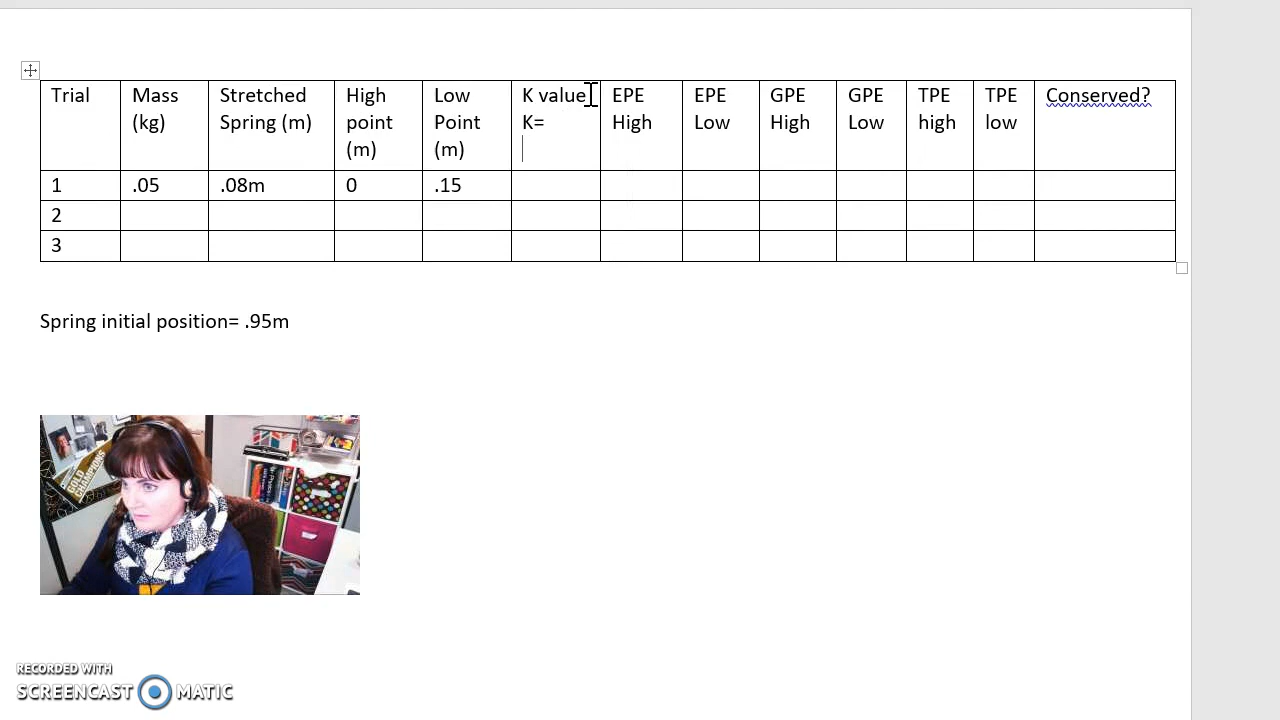 Trial Mass Stretched High Low K value EPE EPE GPE GPE TPE TPE Conserved?
(kg) Spring (m) point Point K= High Low High Low high low
(m) (m)
1 .05 .08m 0 .15
2
3
Spring initial position= .95m
GOLD
CHAMPIONS
RECORDED WITH
SCREENCAST MATIC